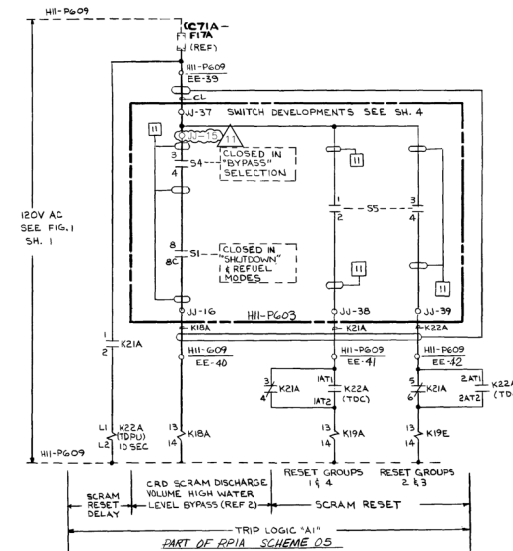 H11-P609
(C71A-
F17A
(REF)
H11-P609
EE-39
CL
JJ-37 SWITCH DEVELOPMENTS SEE SH. 4
JJ-15
11
3
4
S4
CLOSED IN
"BYPASS"
SELECTION
11
11
11
1
2
S5
3
4
120V AC
SEE FIG.1
SH. 1
8
8C
S1
CLOSED IN
"SHUTDOWN"
& REFUEL
MODES
11
11
JJ-16
H11-P603
JJ-38
JJ-39
K18A
K21A
K22A
1
2
K21A
H11-609
EE-40
H11-P609
EE-41
H11-P609
EE-42
3
4
K21A
1AT1
1AT2
K22A
(TDC)
5
6
K21A
2AT1
2AT2
K22A
L1
L2
K22A
(TDPU)
10 SEC
13
14
K18A
13
14
K19A
13
14
K19E
H11-P609
RESET GROUPS
1 & 4
RESET GROUPS
2 & 3
SCRAM
RESET
DELAY
CRD SCRAM DISCHARGE
VOLUME HIGH WATER
LEVEL BYPASS (REF 2)
SCRAM RESET
TRIP LOGIC "A1"
PART OF RP1A SCHEME 05